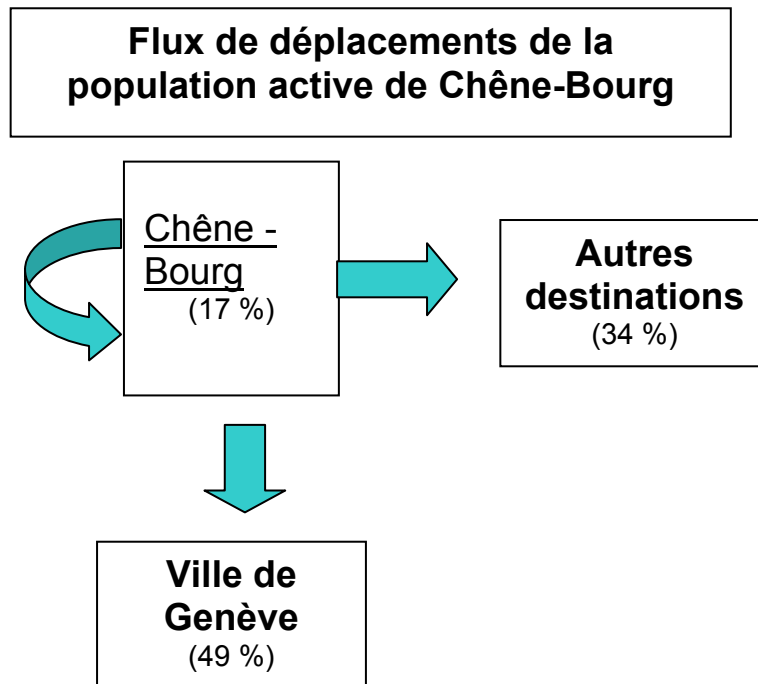 Flux de déplacements de la
population active de Chêne-Bourg
Chêne -
Bourg
(17 %)
Autres
destinations
(34 %)
Ville de
Genève
(49 %)